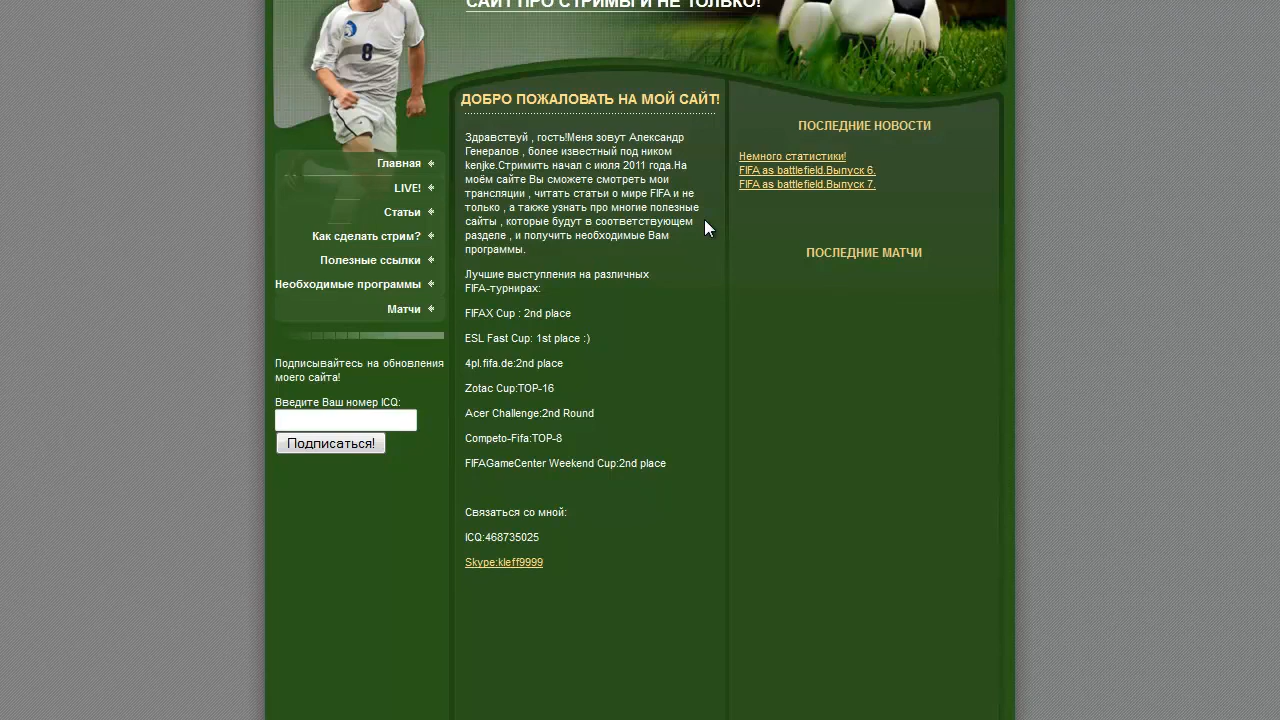 САЙТ ПРО СТРИМЫ И НЕ ТОЛЬКО!
8
Главная
LIVE!
Статьи
Как сделать стрим?
Полезные ссылки
Необходимые программы
Матчи
Подписывайтесь на обновления
моего сайта!
Введите Ваш номер ICQ:
Подписаться!
ДОБРО ПОЖАЛОВАТЬ НА МОЙ САЙТ!
Здравствуй , гость!Меня зовут Александр
Генералов , более известный под ником
kenjke.Стримить начал с июля 2011 года.На
моём сайте Вы сможете смотреть мои
трансляции , читать статьи о мире FIFA и не
только , а также узнать про многие полезные
сайты , которые будут в соответствующем
разделе , и получить необходимые Вам
программы.
Лучшие выступления на различных
FIFA-турнирах:
FIFAX Cup : 2nd place
ESL Fast Cup: 1st place :)
4pl.fifa.de:2nd place
Zotac Cup:TOP-16
Acer Challenge:2nd Round
Competo-Fifa:TOP-8
FIFAGameCenter Weekend Cup:2nd place
Связаться со мной:
ICQ:468735025
Skype:kleff9999
ПОСЛЕДНИЕ НОВОСТИ
Немного статистики!
FIFA as battlefield.Выпуск 6.
FIFA as battlefield.Выпуск 7.
ПОСЛЕДНИЕ МАТЧИ